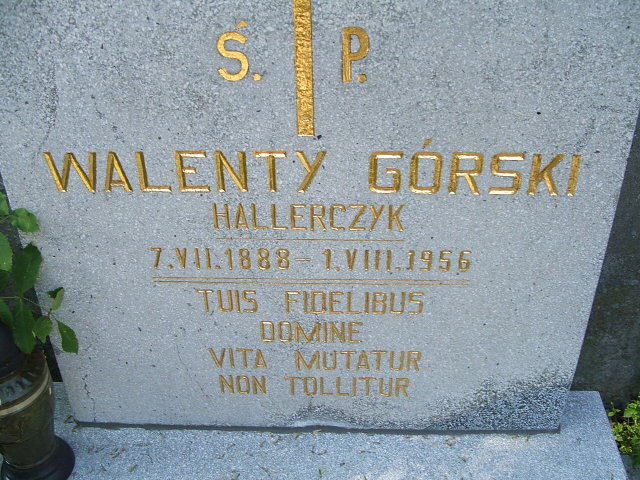 Ś. P.
WALENTY GÓRSKI
HALLERCZYK
7.VII.1888 - 1.VIII.1956
TUIS FIDELIBUS
DOMINE
VITA MUTATUR
NON TOLLITUR